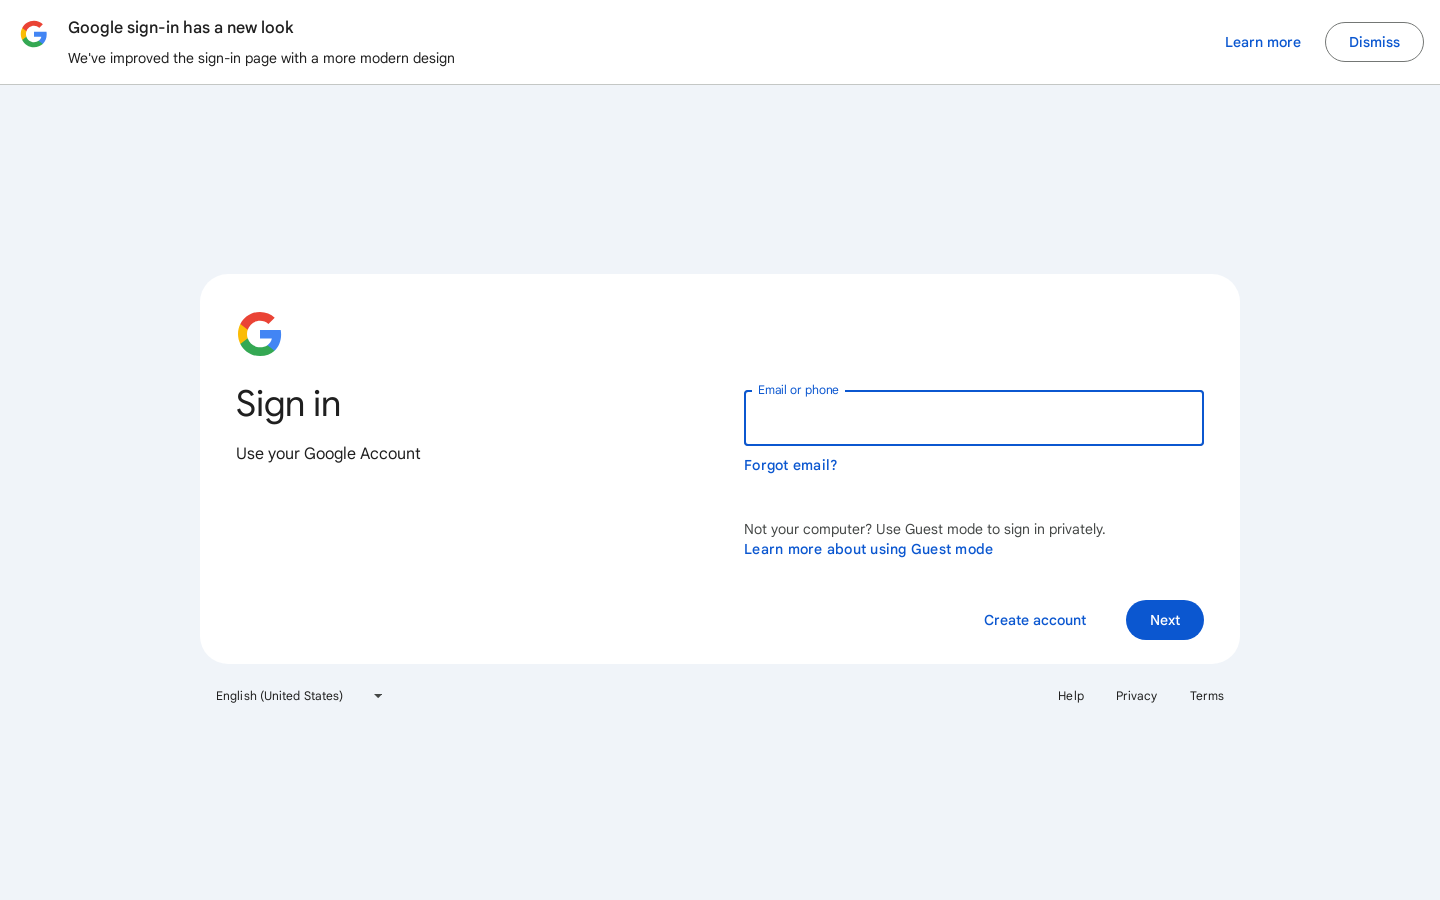 Google sign-in has a new look
We've improved the sign-in page with a more modern design
Learn more
Dismiss
Sign in
Use your Google Account
Email or phone
Forgot email?
Not your computer? Use Guest mode to sign in privately.
Learn more about using Guest mode
Create account
Next
English (United States)
Help
Privacy
Terms